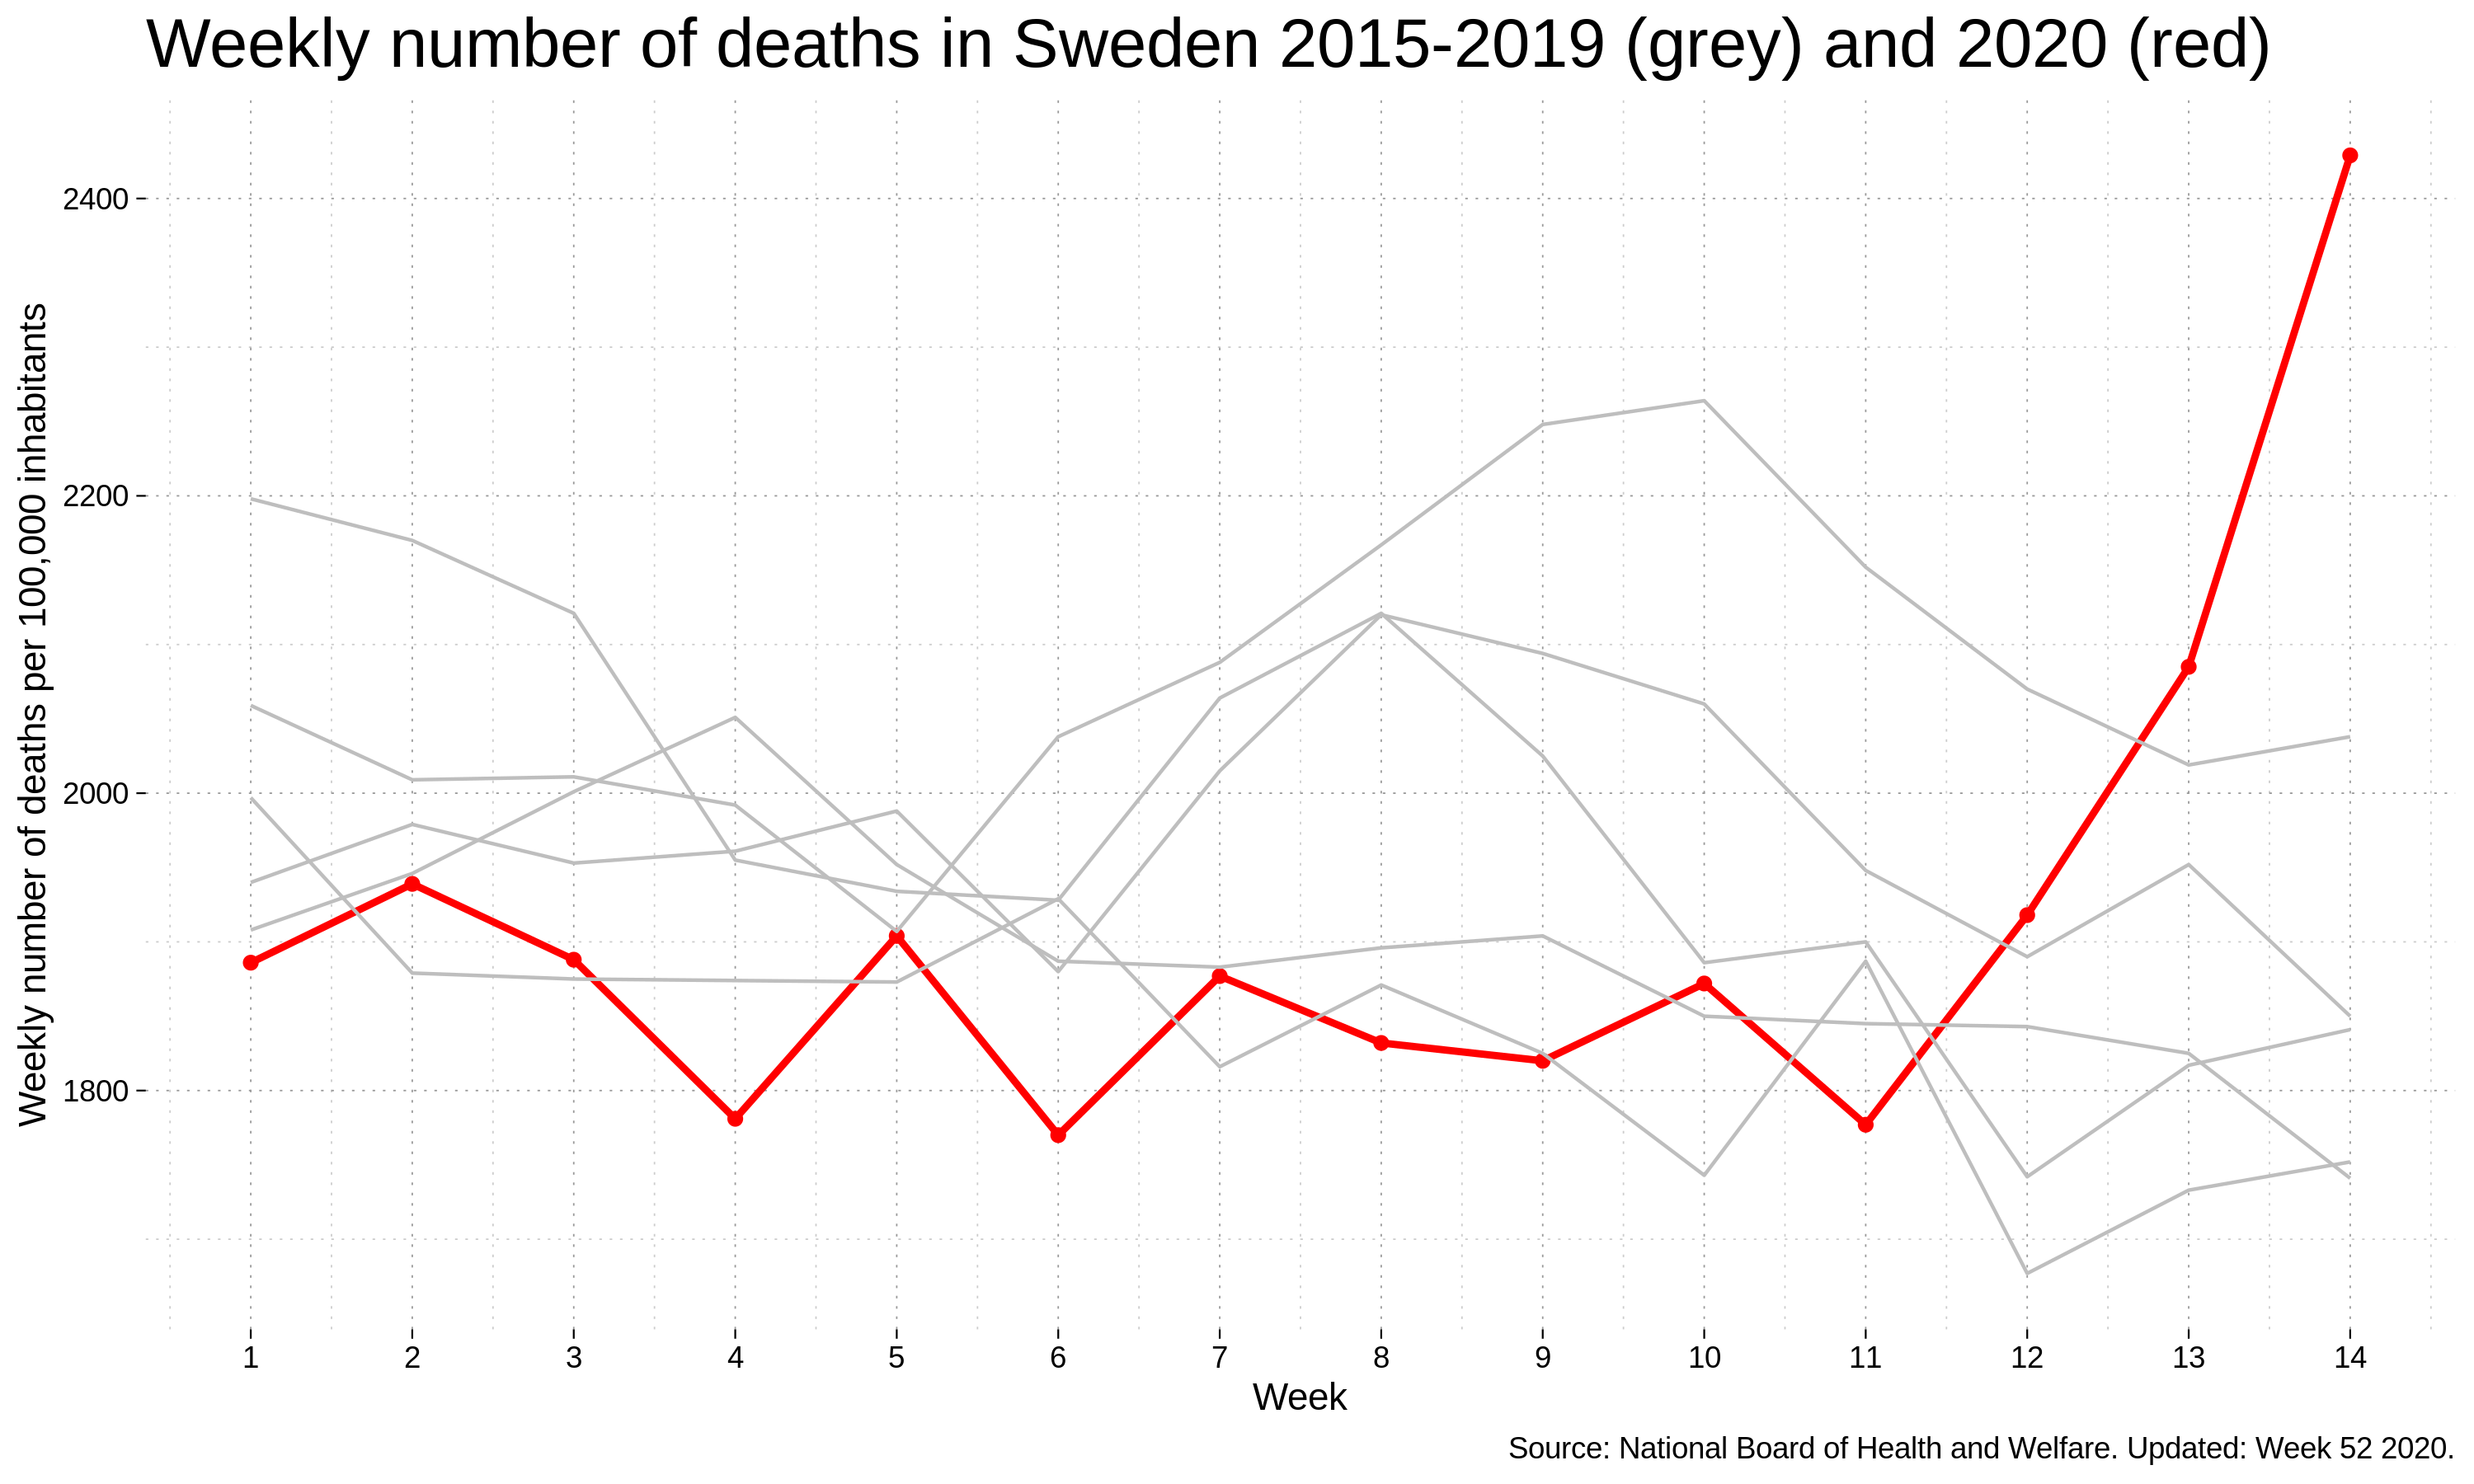 Weekly number of deaths in Sweden 2015-2019 (grey) and 2020 (red)
Weekly number of deaths per 100,000 inhabitants
2400
2200
2000
1800
1 2 3 4 5 6 7 8 9 10 11 12 13 14
Week
Source: National Board of Health and Welfare. Updated: Week 52 2020.